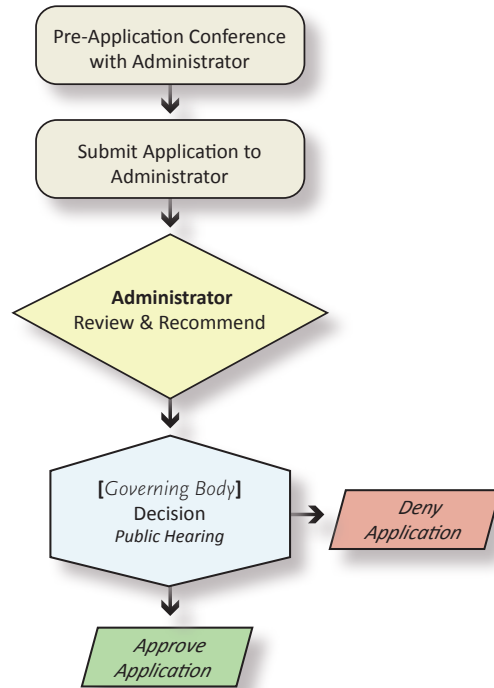 Pre-Application Conference
with Administrator
Submit Application to
Administrator
Administrator
Review & Recommend
[Governing Body]
Decision
Public Hearing
Deny
Application
Approve
Application